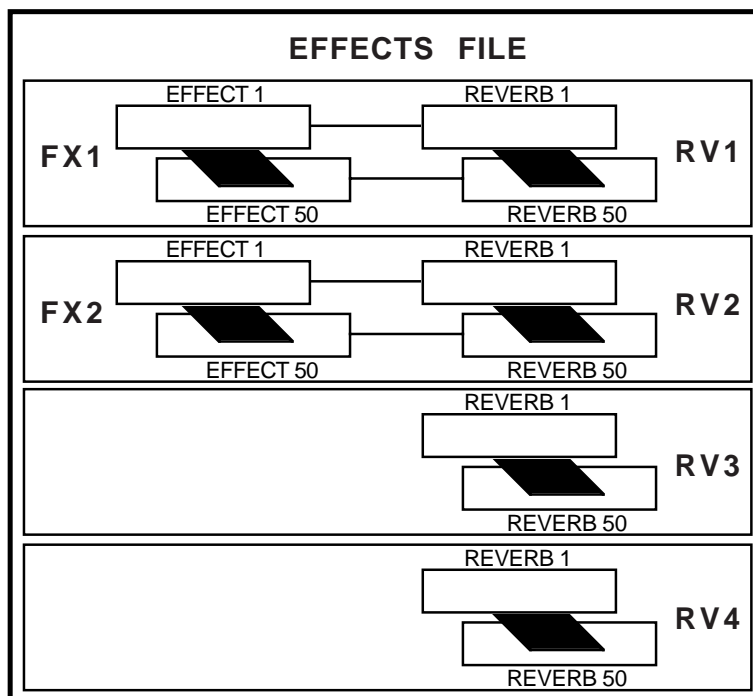 EFFECTS FILE
EFFECT 1 REVERB 1
FX1 RV1
EFFECT 50 REVERB 50
EFFECT 1 REVERB 1
FX2 RV2
EFFECT 50 REVERB 50
REVERB 1
RV3
REVERB 50
REVERB 1
RV4
REVERB 50